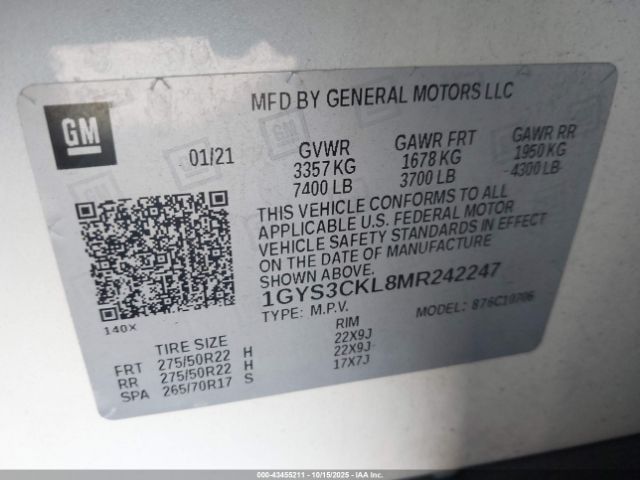 GM
MFD BY GENERAL MOTORS LLC
01/21 GVWR GAWR FRT GAWR RR
3357 KG 1678 KG 1950 KG
7400 LB 3700 LB 4300 LB
THIS VEHICLE CONFORMS TO ALL
APPLICABLE U.S. FEDERAL MOTOR
VEHICLE SAFETY STANDARDS IN EFFECT
ON THE DATE OF MANUFACTURE
SHOWN ABOVE.
1GYS3CKL8MR242247
TYPE: M.P.V. MODEL: 876C10706
140X
TIRE SIZE RIM
FRT 275/50R22 H 22X9J
RR 275/50R22 H 22X9J
SPA 265/70R17 S 17X7J
000-43455211 - 10/15/2025 - IAA Inc.